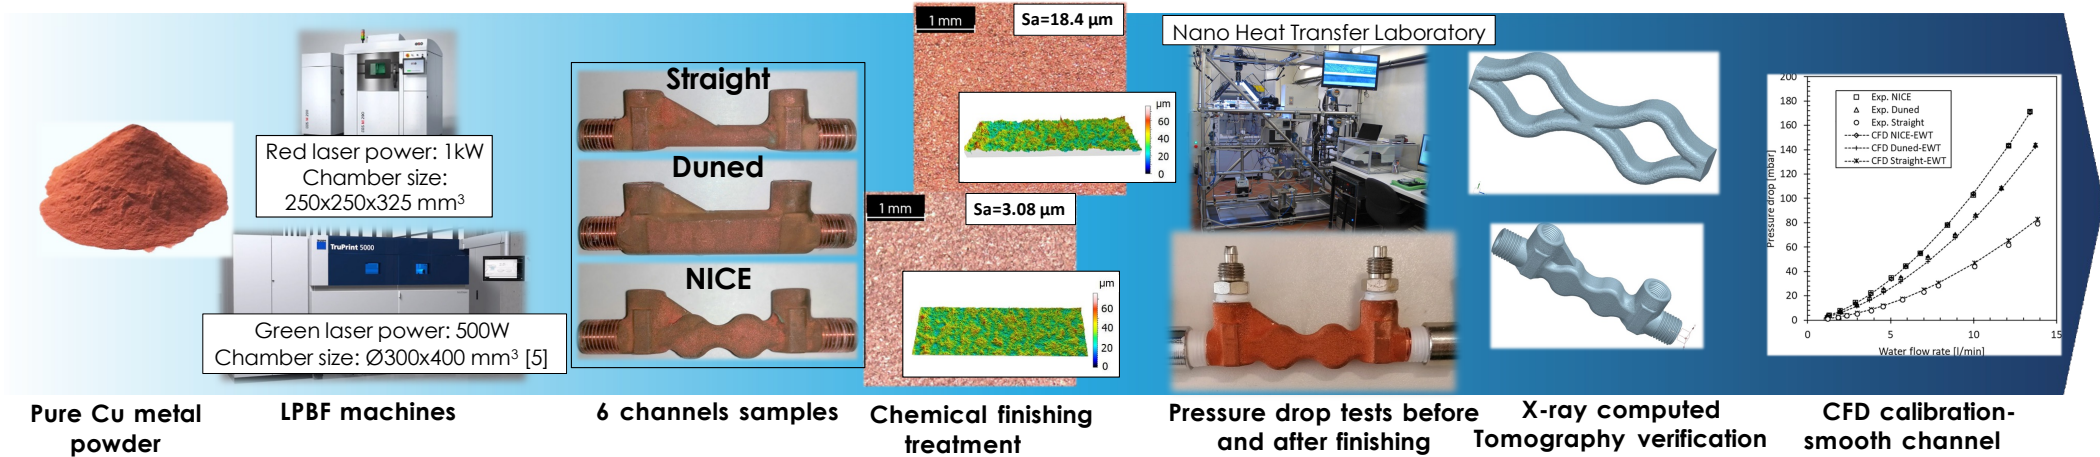 Red laser power: 1kW
Chamber size:
250x250x325 mm³
TruPrint 5000
Green laser power: 500W
Chamber size: Ø300x400 mm³ [5]
Straight
Duned
NICE
1 mm
Sa=18.4 µm
µm
60
40
20
0
1 mm
Sa=3.08 µm
µm
60
40
20
0
Nano Heat Transfer Laboratory
200
180
160
140
120
100
80
60
40
20
0
Pressure drop [mbar]
Exp. NICE
Exp. Duned
Exp. Straight
CFD NICE-EWT
CFD Duned-EWT
CFD Straight-EWT
0
5
10
15
Water flow rate [l/min]
Pure Cu metal
powder
LPBF machines
6 channels samples
Chemical finishing
treatment
Pressure drop tests before
and after finishing
X-ray computed
Tomography verification
CFD calibration-
smooth channel